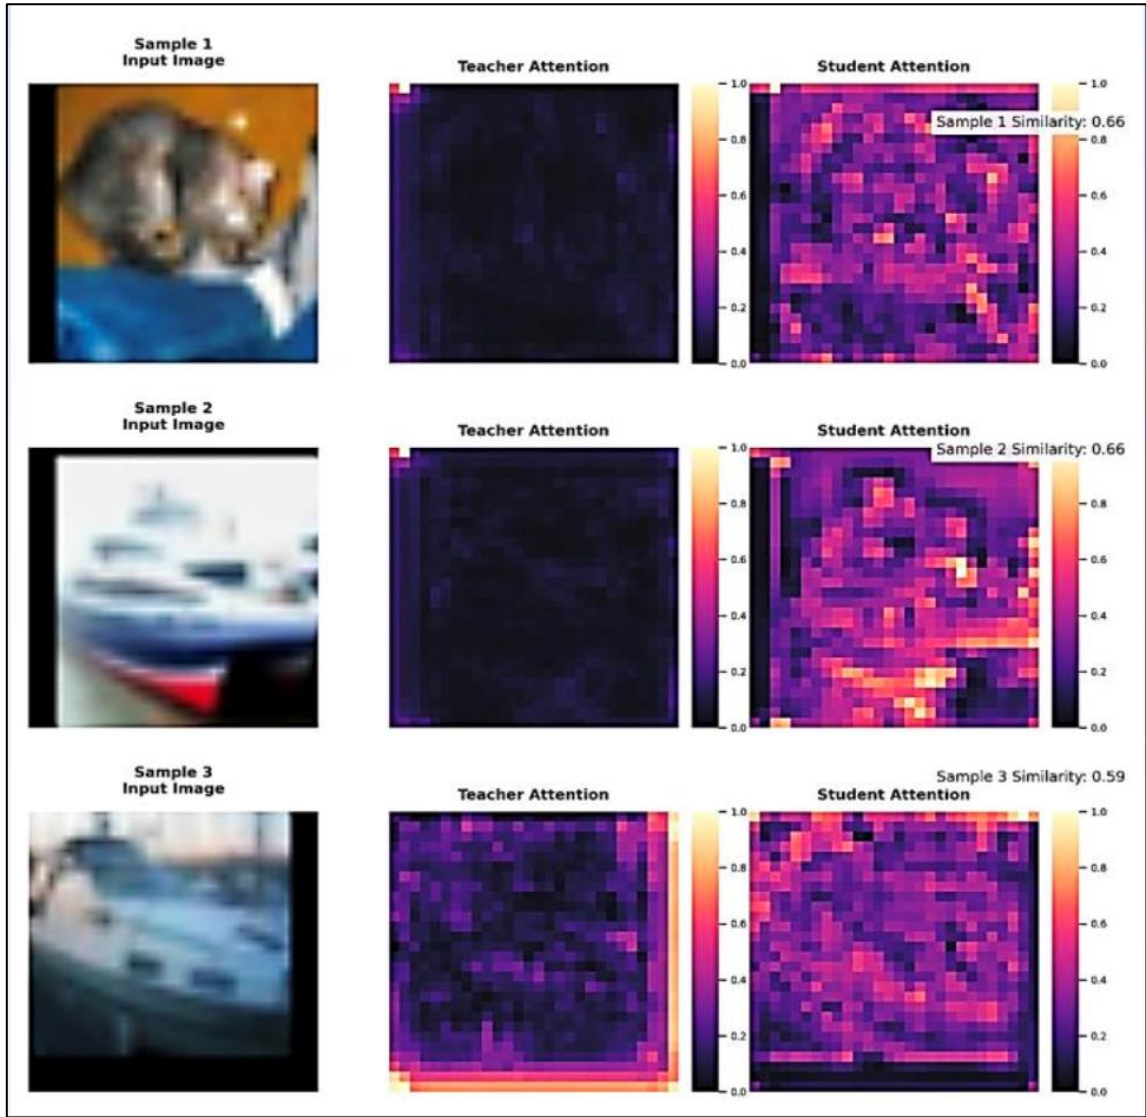 Sample 1
Input Image
Teacher Attention
Student Attention
1.0
0.8
0.6
0.4
0.2
0.0
1.0
Sample 1 Similarity: 0.66
0.8
0.6
0.4
0.2
0.0
Sample 2
Input Image
Teacher Attention
Student Attention
1.0
0.8
0.6
0.4
0.2
0.0
Sample 2 Similarity: 0.66
0.8
0.6
0.4
0.2
0.0
Sample 3
Input Image
Sample 3 Similarity: 0.59
Teacher Attention
Student Attention
1.0
0.8
0.6
0.4
0.2
0.0
1.0
0.8
0.6
0.4
0.2
0.0